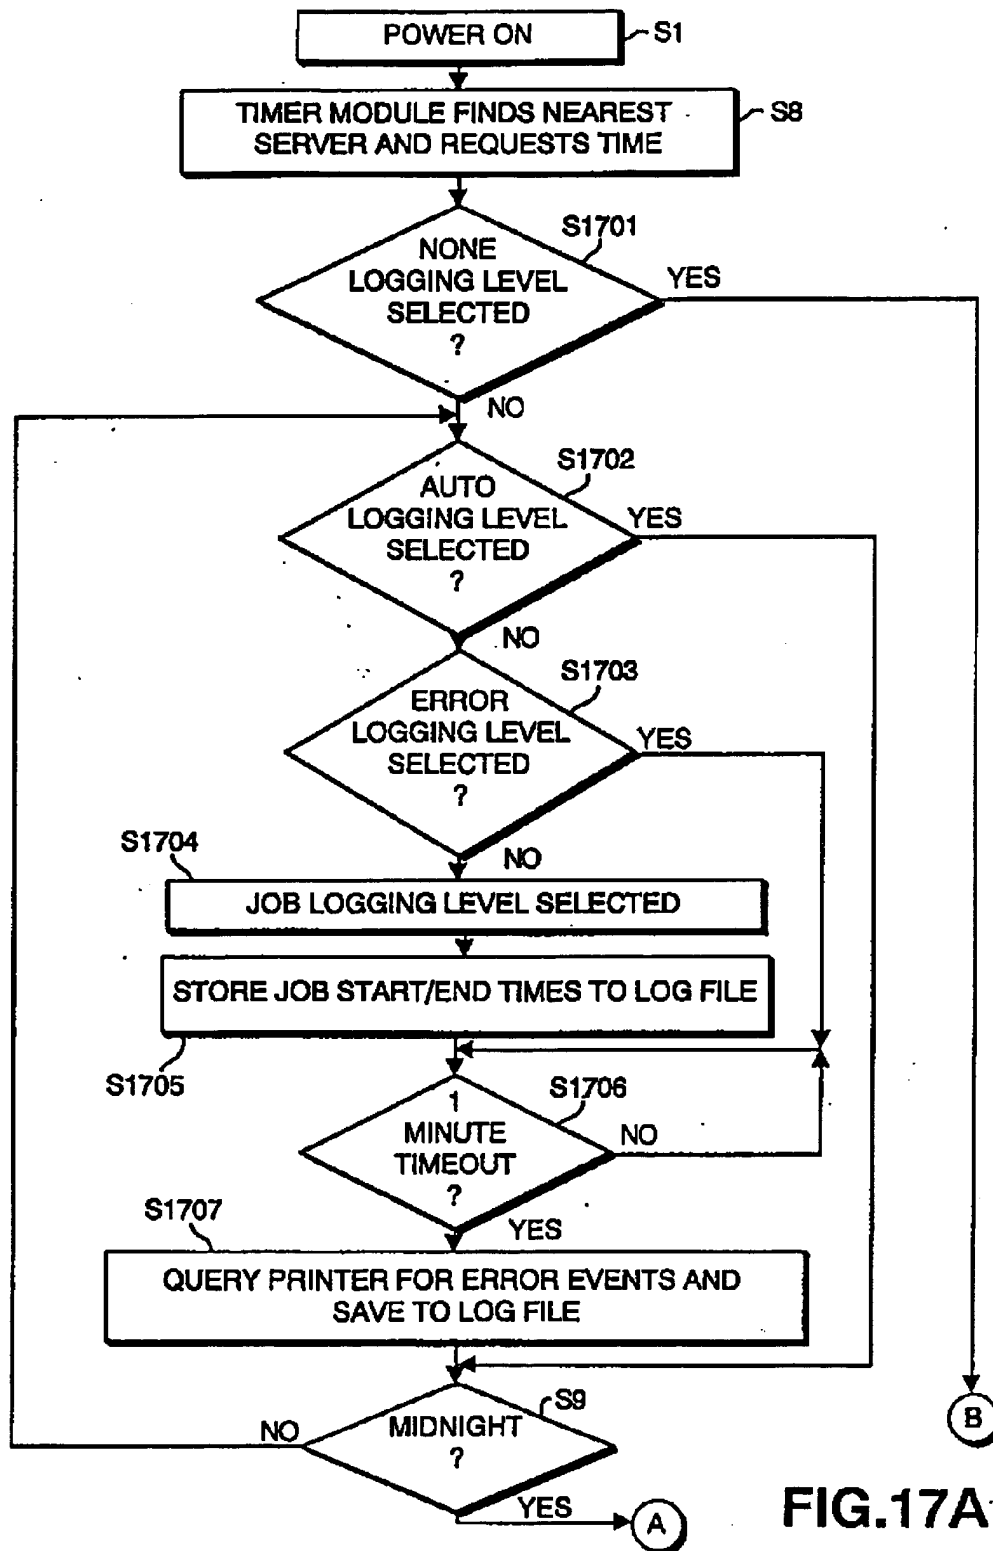 POWER ON
S1
TIMER MODULE FINDS NEAREST
SERVER AND REQUESTS TIME
S8
S1701
NONE
LOGGING LEVEL
SELECTED
?
YES
NO
S1702
AUTO
LOGGING LEVEL
SELECTED
?
YES
NO
S1703
ERROR
LOGGING LEVEL
SELECTED
?
YES
NO
S1704
JOB LOGGING LEVEL SELECTED
STORE JOB START/END TIMES TO LOG FILE
S1705
S1706
1
MINUTE
TIMEOUT
?
NO
YES
S1707
QUERY PRINTER FOR ERROR EVENTS AND
SAVE TO LOG FILE
S9
MIDNIGHT
?
NO
YES
A
B
FIG.17A